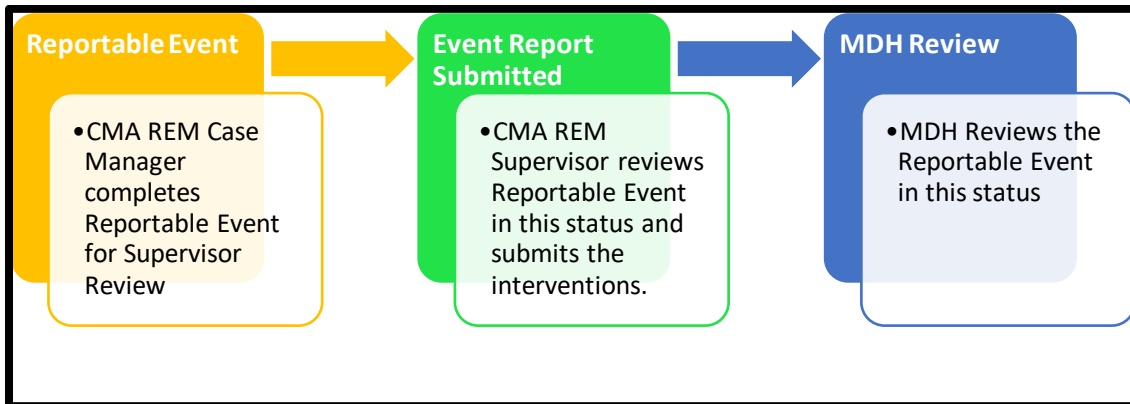 Reportable Event
•CMA REM Case
Manager
completes
Reportable Event
for Supervisor
Review
Event Report
Submitted
•CMA REM
Supervisor reviews
Reportable Event
in this status and
submits the
interventions.
MDH Review
•MDH Reviews the
Reportable Event
in this status